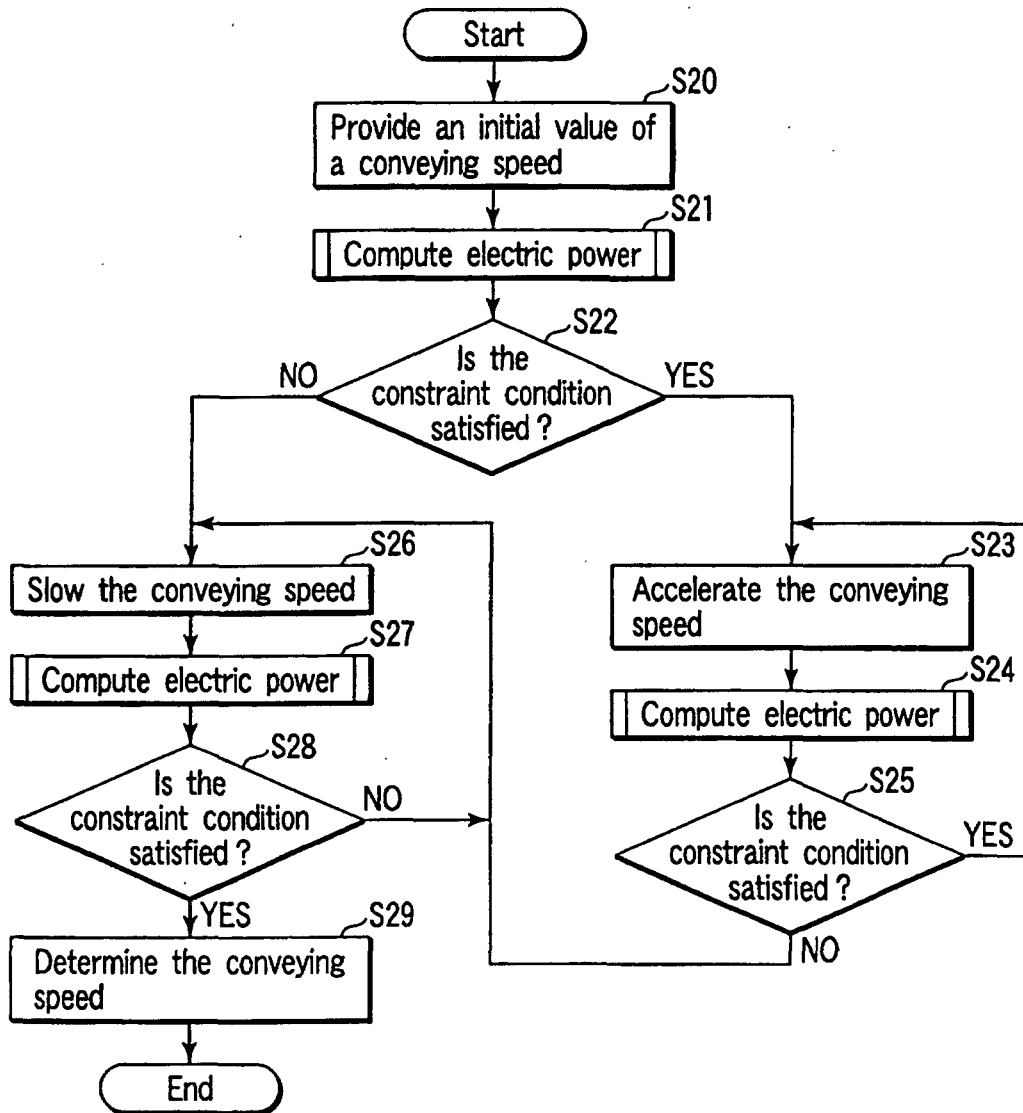 Start
S20
Provide an initial value of
a conveying speed
S21
Compute electric power
S22
Is the
constraint condition
satisfied ?
NO
YES
S26
Slow the conveying speed
S27
Compute electric power
S28
Is the
constraint condition
satisfied ?
NO
YES
S29
Determine the conveying
speed
End
S23
Accelerate the conveying
speed
S24
Compute electric power
S25
Is the
constraint condition
satisfied ?
YES
NO